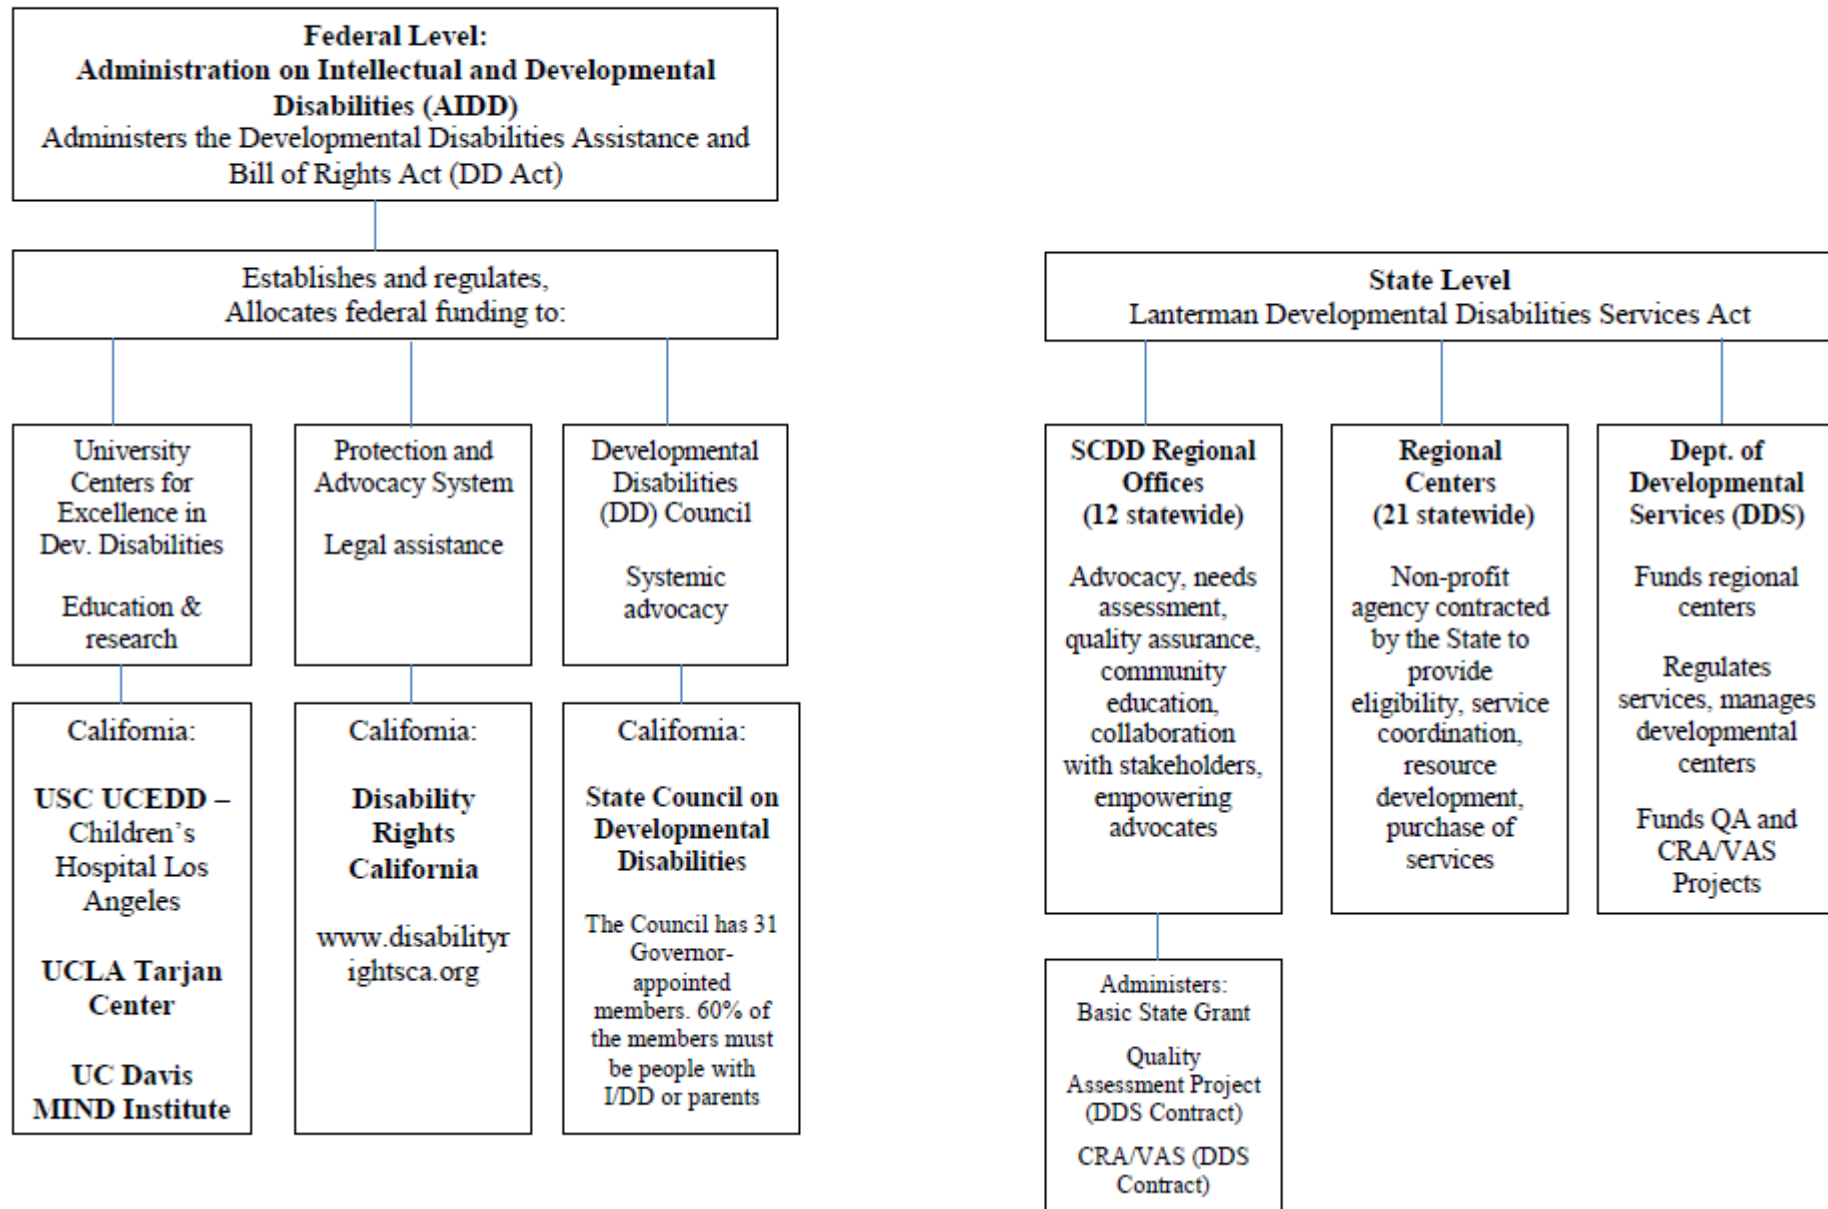 Federal Level:
Administration on Intellectual and Developmental
Disabilities (AIDD)
Administers the Developmental Disabilities Assistance and
Bill of Rights Act (DD Act)
Establishes and regulates,
Allocates federal funding to:
University
Centers for
Excellence in
Dev. Disabilities
Education &
research
Protection and
Advocacy System
Legal assistance
Developmental
Disabilities
(DD) Council
Systemic
advocacy
California:
USC UCEDD –
Children's
Hospital Los
Angeles
UCLA Tarjan
Center
UC Davis
MIND Institute
California:
Disability
Rights
California
www.disabilityr
ightsca.org
California:
State Council on
Developmental
Disabilities
The Council has 31
Governor-
appointed
members. 60% of
the members must
be people with
I/DD or parents
State Level
Lanterman Developmental Disabilities Services Act
SCDD Regional
Offices
(12 statewide)
Advocacy, needs
assessment,
quality assurance,
community
education,
collaboration
with stakeholders,
empowering
advocates
Regional
Centers
(21 statewide)
Non-profit
agency contracted
by the State to
provide
eligibility, service
coordination,
resource
development,
purchase of
services
Dept. of
Developmental
Services (DDS)
Funds regional
centers
Regulates
services, manages
developmental
centers
Funds QA and
CRA/VAS
Projects
Administers:
Basic State Grant
Quality
Assessment Project
(DDS Contract)
CRA/VAS (DDS
Contract)